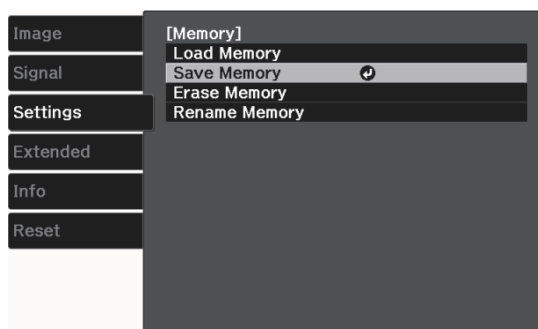 Image
Signal
Settings
Extended
Info
Reset
[Memory]
Load Memory
Save Memory
Erase Memory
Rename Memory